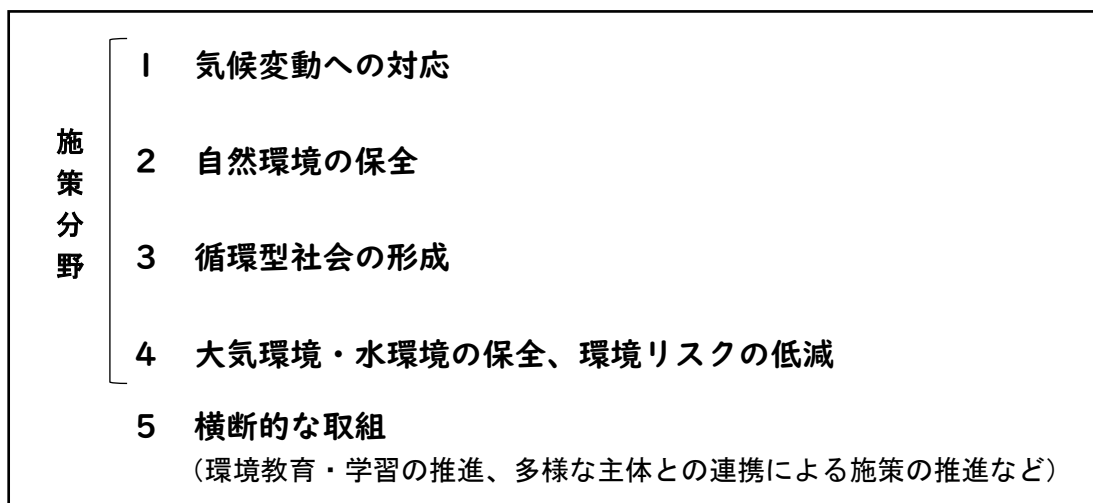 施策分野
1 気候変動への対応
2 自然環境の保全
3 循環型社会の形成
4 大気環境・水環境の保全、環境リスクの低減
5 横断的な取組
（環境教育・学習の推進、多様な主体との連携による施策の推進など）